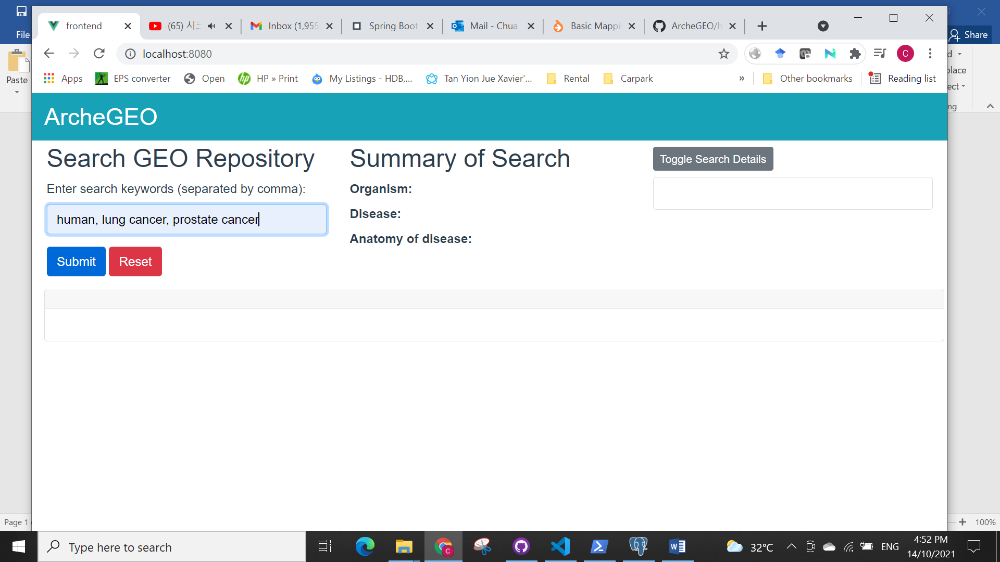 frontend
(65) 시크
Inbox (1,955
Spring Boot
Mail - Chua
Basic Mappi
ArcheGEO/h
File
Share
localhost:8080
C
Paste
Apps
EPS converter
Open
HP » Print
My Listings - HDB,...
Tan Yion Jue Xavier'...
Rental
Carpark
»
Other bookmarks
Reading list
ArcheGEO
Search GEO Repository
Enter search keywords (separated by comma):
human, lung cancer, prostate cancer
Submit
Reset
Summary of Search
Organism:
Disease:
Anatomy of disease:
Toggle Search Details
Page 1
100%
Type here to search
32°C
ENG
4:52 PM
14/10/2021